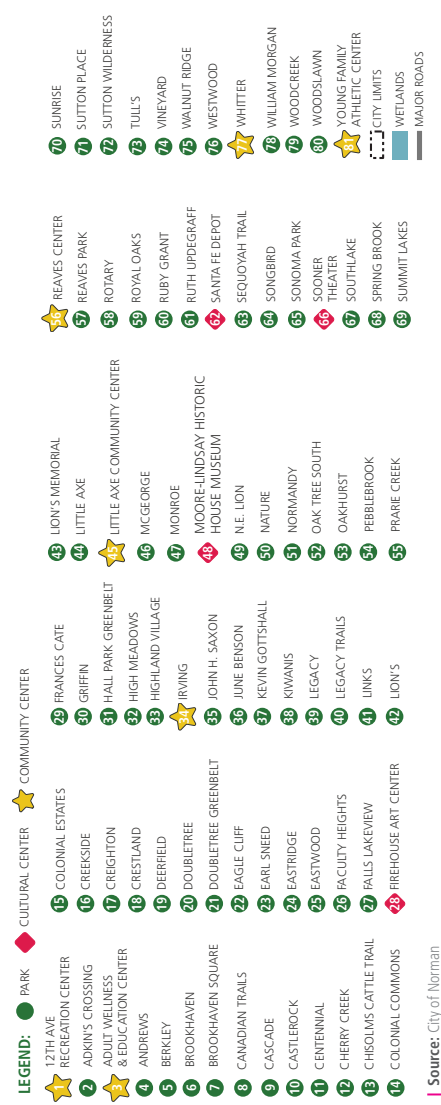 LEGEND: PARK CULTURAL CENTER COMMUNITY CENTER
1 12TH AVE
RECREATION CENTER
2 ADKIN'S CROSSING
3 ADULT WELLNESS
& EDUCATION CENTER
4 ANDREWS
5 BERKLEY
6 BROOKHAVEN
7 BROOKHAVEN SQUARE
8 CANADIAN TRAILS
9 CASCADE
10 CASTLEROCK
11 CENTENNIAL
12 CHERRY CREEK
13 CHISOLMS CATTLE TRAIL
14 COLONIAL COMMONS
15 COLONIAL ESTATES
16 CREEKSIDE
17 CREIGHTON
18 CRESTLAND
19 DEERFIELD
20 DOUBLETREE
21 DOUBLETREE GREENBELT
22 EAGLE CLIFF
23 EARL SNEED
24 EASTRIDGE
25 EASTWOOD
26 FACULTY HEIGHTS
27 FALLS LAKEVIEW
28 FIREHOUSE ART CENTER
29 FRANCES CATE
30 GRIFFIN
31 HALL PARK GREENBELT
32 HIGH MEADOWS
33 HIGHLAND VILLAGE
34 IRVING
35 JOHN H. SAXON
36 JUNE BENSON
37 KEVIN GOTTSHALL
38 KIWANIS
39 LEGACY
40 LEGACY TRAILS
41 LINKS
42 LION'S
43 LION'S MEMORIAL
44 LITTLE AXE
45 LITTLE AXE COMMUNITY CENTER
46 MCGEORGE
47 MONROE
48 MOORE-LINDSAY HISTORIC
HOUSE MUSEUM
49 N.E. LION
50 NATURE
51 NORMANDY
52 OAK TREE SOUTH
53 OAKHURST
54 PEBBLEBROOK
55 PRARIE CREEK
56 REAVES CENTER
57 REAVES PARK
58 ROTARY
59 ROYAL OAKS
60 RUBY GRANT
61 RUTH UPDEGRAFF
62 SANTA FE DEPOT
63 SEQUOYAH TRAIL
64 SONGBIRD
65 SONOMA PARK
66 SOONER
THEATER
67 SOUTHLAKE
68 SPRING BROOK
69 SUMMIT LAKES
70 SUNRISE
71 SUTTON PLACE
72 SUTTON WILDERNESS
73 TULL'S
74 VINEYARD
75 WALNUT RIDGE
76 WESTWOOD
77 WHITTER
78 WILLIAM MORGAN
79 WOODCREEK
80 WOODSLAWN
81 YOUNG FAMILY
ATHLETIC CENTER
CITY LIMITS
WETLANDS
MAJOR ROADS
Source: City of Norman